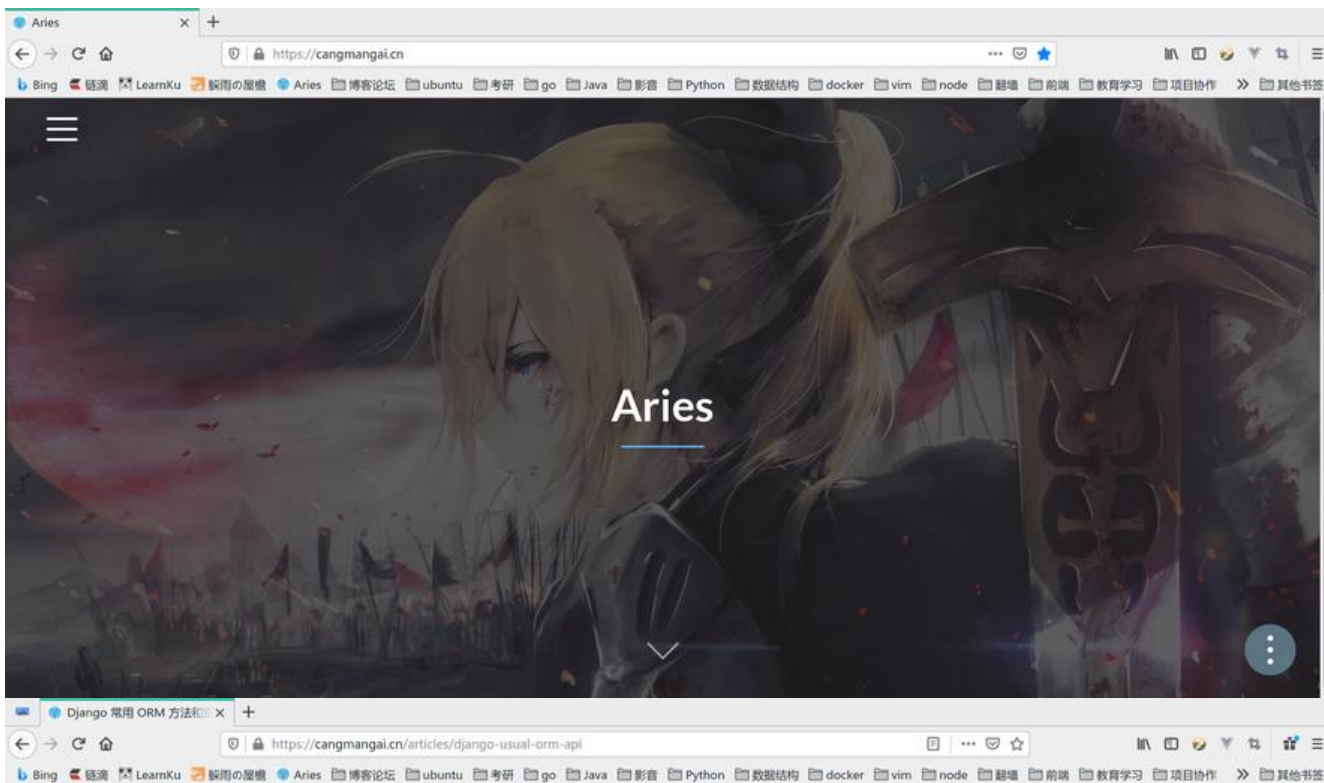 Aries
https://cangmangai.cn
Bing 链滴 LearnKu 躲雨の屋檐 Aries 博客论坛 ubuntu 考研 go Java 影音 Python 数据结构 docker vim node 翻墙 前端 教育学习 项目协作 其他书签
Aries
Django 常用 ORM 方法和
https://cangmangai.cn/articles/django-usual-orm-api
Bing 链滴 LearnKu 躲雨の屋檐 Aries 博客论坛 ubuntu 考研 go Java 影音 Python 数据结构 docker vim node 翻墙 前端 教育学习 项目协作 其他书签